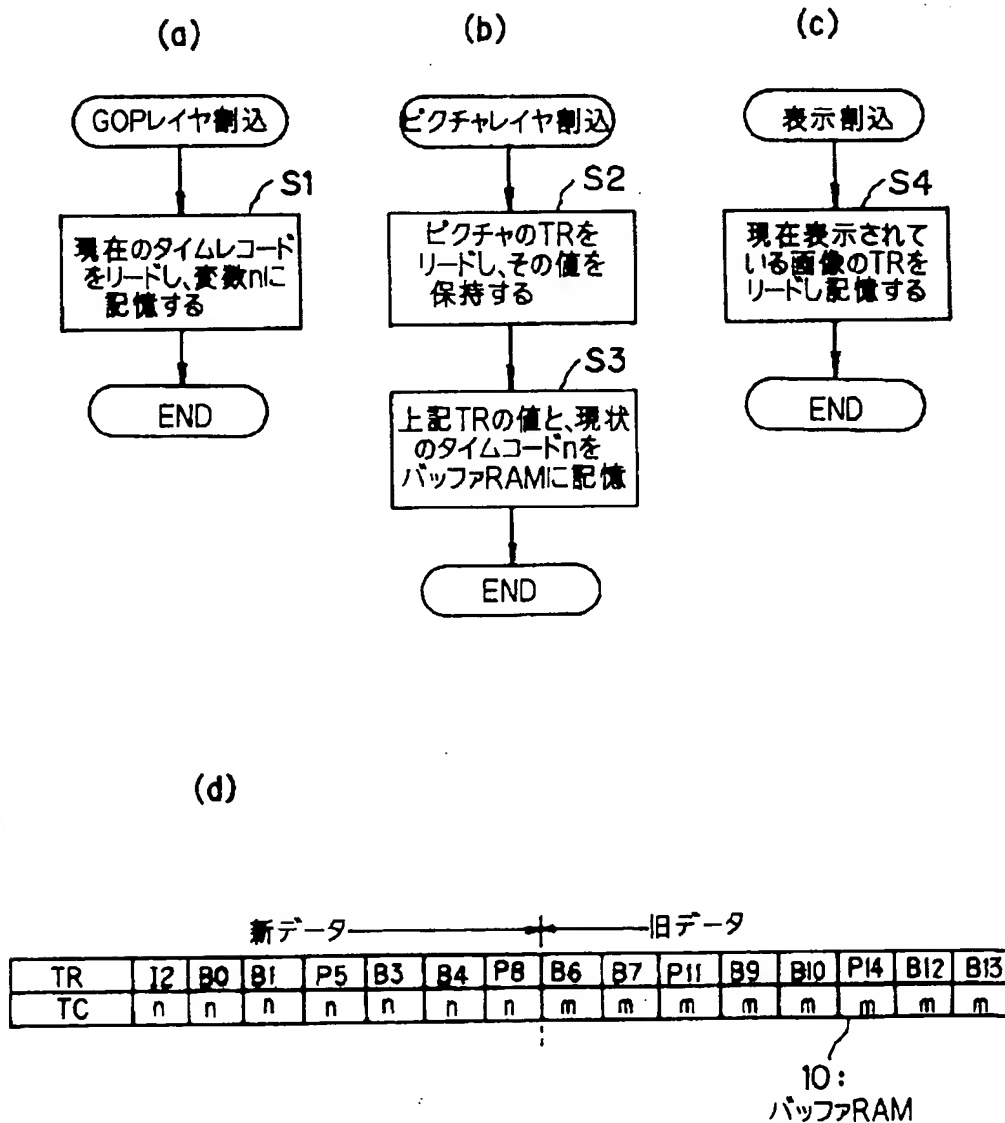 (a)
GOPレイヤ割込
S1
現在のタイムレコード
をリードし、変数nに
記憶する
END
(b)
ピクチャレイヤ割込
S2
ピクチャのTRを
リードし、その値を
保持する
S3
上記TRの値と、現状
のタイムコードnを
バッファRAMに記憶
END
(c)
表示割込
S4
現在表示されて
いる画像のTRを
リードし記憶する
END
(d)
新データ 旧データ
TR I2 B0 B1 P5 B3 B4 P8 B6 B7 P11 B9 B10 P14 B12 B13
TC n n n n n n n m m m m m m m m
10:
バッファRAM